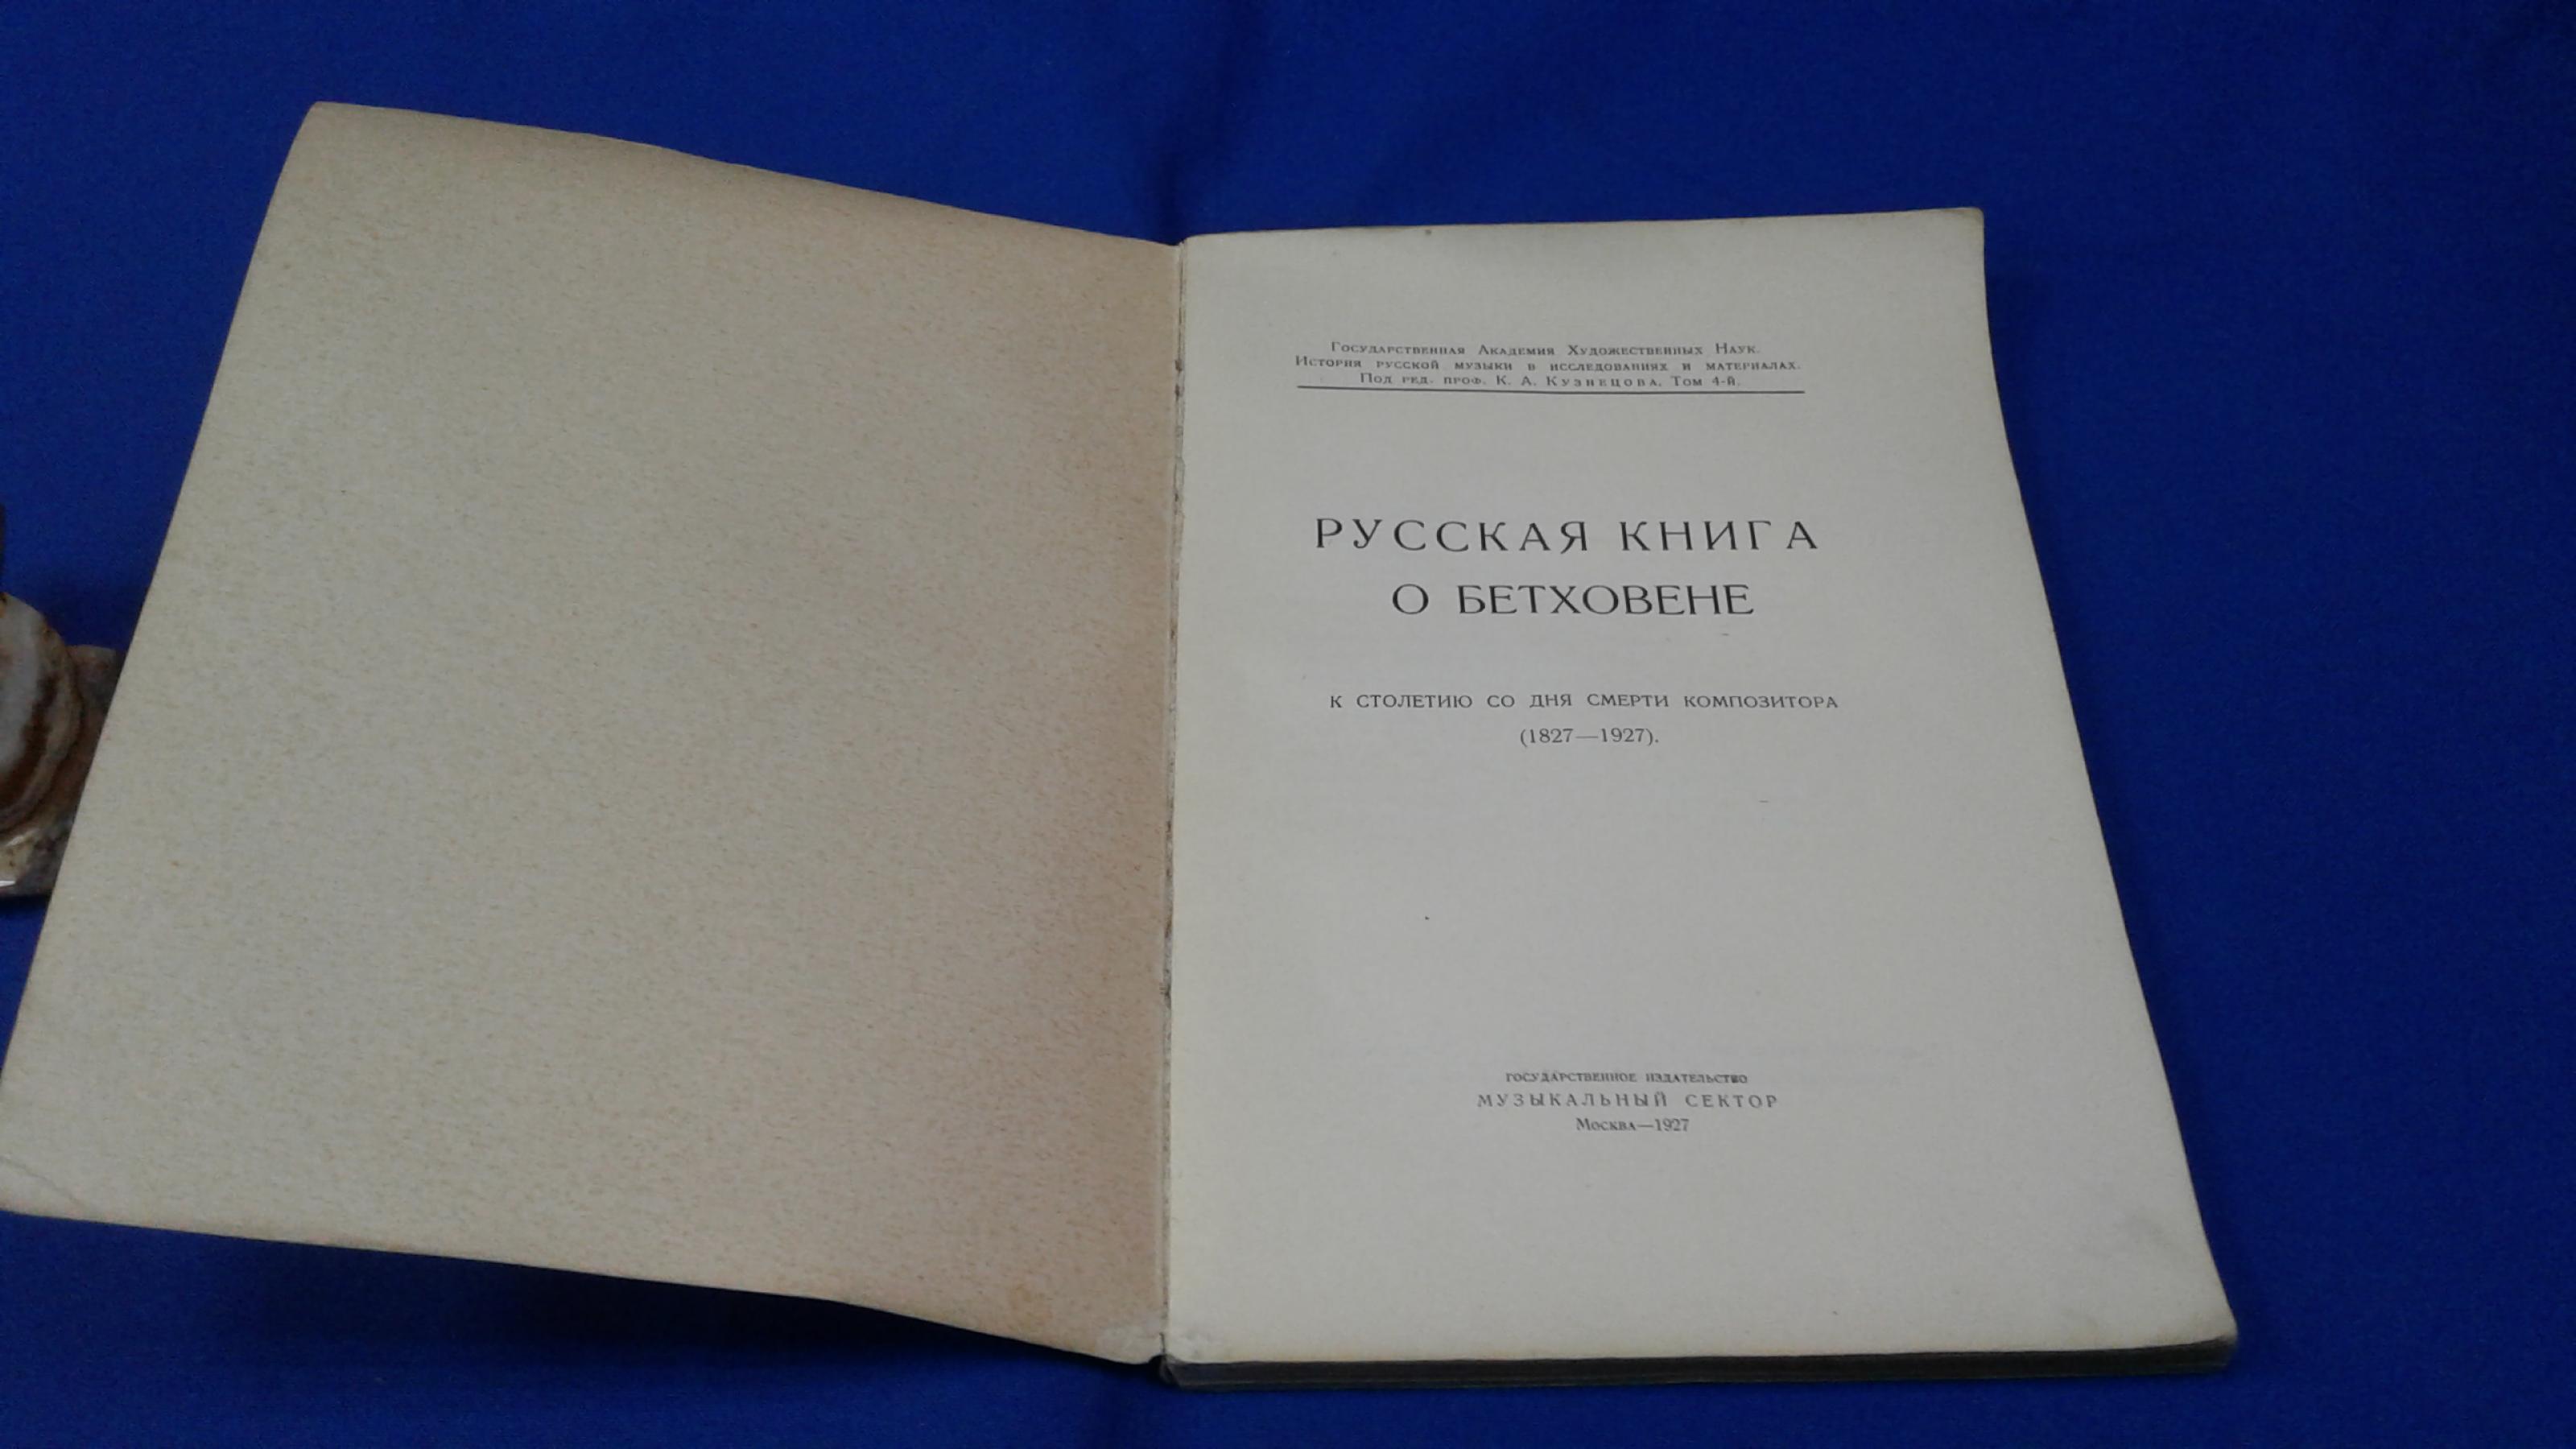 Государственная Академия Художественных Наук.
История русской музыки в исследованиях и материалах.
Под ред. проф. К. А. Кузнецова. Том 4-й.
РУССКАЯ КНИГА
О БЕТХОВЕНЕ
К СТОЛЕТИЮ СО ДНЯ СМЕРТИ КОМПОЗИТОРА
(1827—1927).
ГОСУДАРСТВЕННОЕ ИЗДАТЕЛЬСТВО
МУЗЫКАЛЬНЫЙ СЕКТОР
Москва—1927